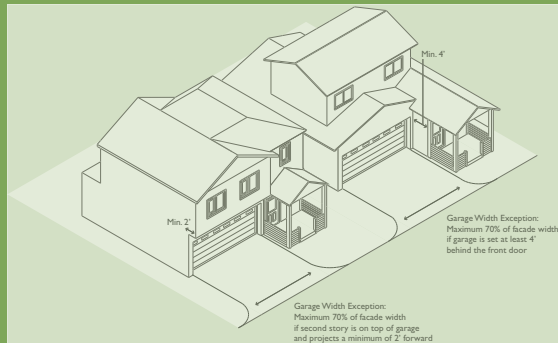 Min. 4'
Min. 2'
Garage Width Exception:
Maximum 70% of facade width
if garage is set at least 4'
behind the front door
Garage Width Exception:
Maximum 70% of facade width
if second story is on top of garage
and projects a minimum of 2' forward